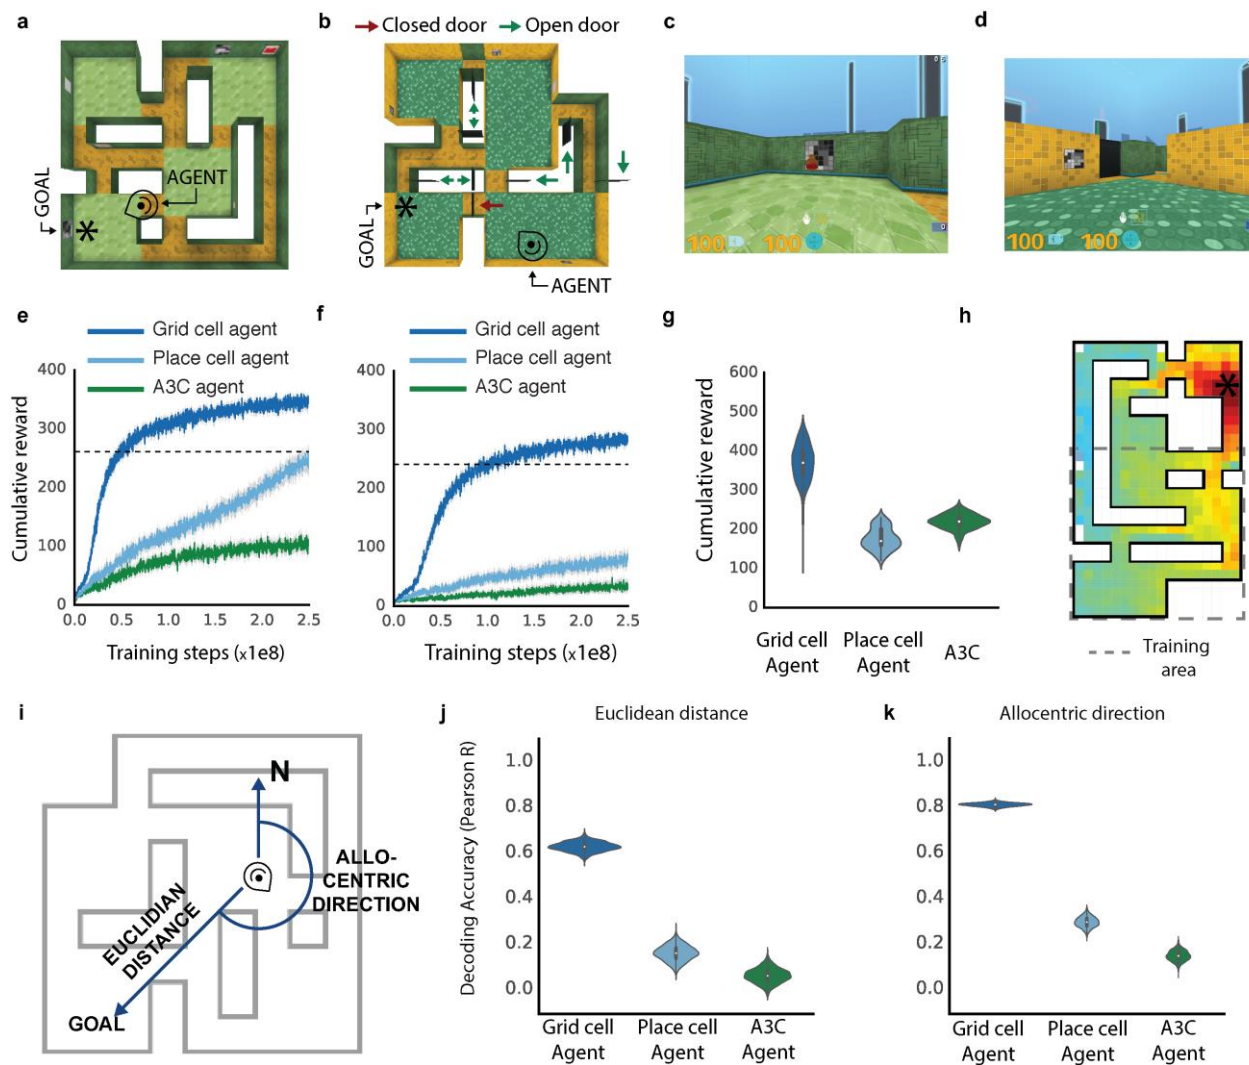 a
GOAL
AGENT
b
Closed door
Open door
GOAL
AGENT
c
100
100
d
100
100
e
Grid cell agent
Place cell agent
A3C agent
Cumulative reward
400
300
200
100
0
0.0 0.5 1.0 1.5 2.0 2.5
Training steps (x1e8)
f
Grid cell agent
Place cell agent
A3C agent
400
300
200
100
0
0.0 0.5 1.0 1.5 2.0 2.5
Training steps (x1e8)
g
Cumulative reward
600
500
400
300
200
100
0
Grid cell
Agent
Place cell
Agent
A3C
h
Training
area
i
N
ALLO-
CENTRIC
DIRECTION
EUCLIDIAN
DISTANCE
GOAL
j
Euclidean distance
Decoding Accuracy (Pearson R)
1.0
0.8
0.6
0.4
0.2
0.0
Grid cell
Agent
Place cell
Agent
A3C
Agent
k
Allocentric direction
1.0
0.8
0.6
0.4
0.2
0.0
Grid cell
Agent
Place cell
Agent
A3C
Agent